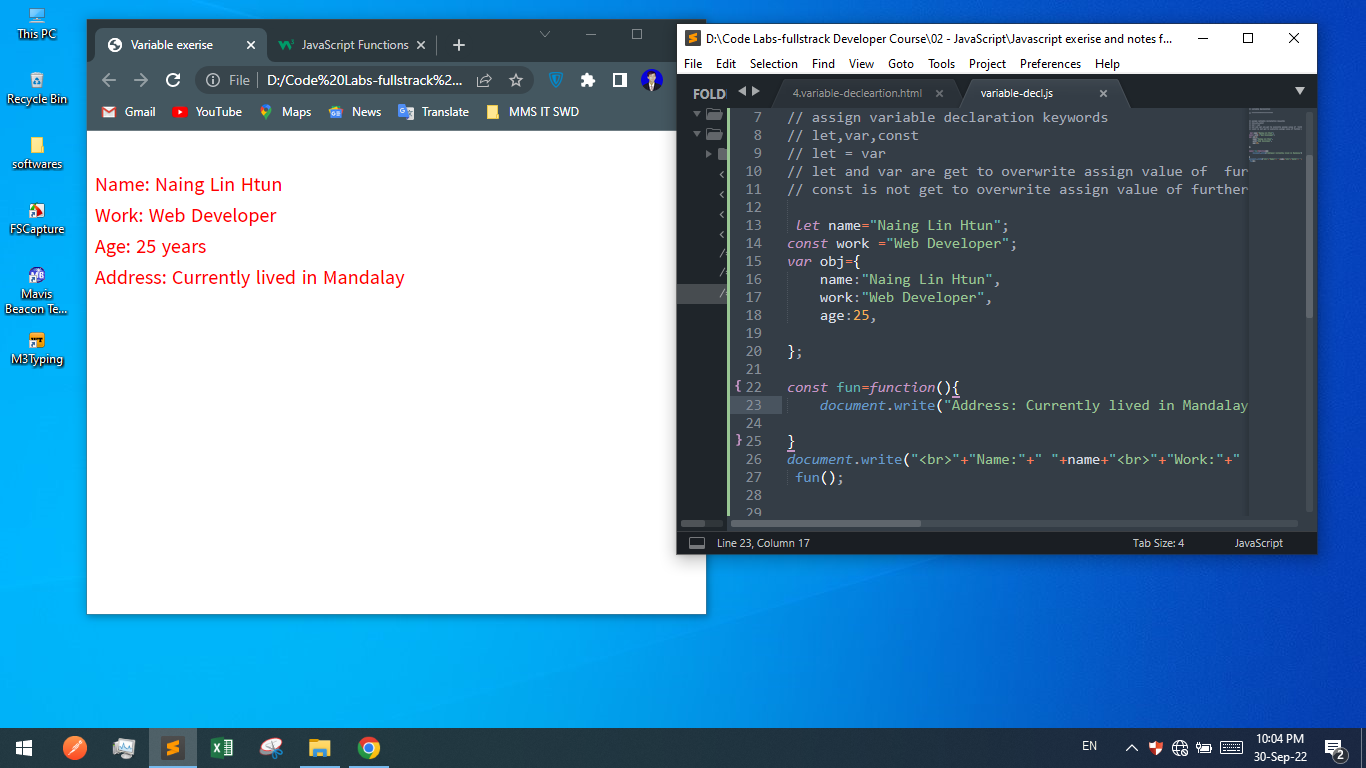 This PC
Recycle Bin
softwares
FSCapture
Mavis
Beacon Te...
M3Typing
Variable exerise
JavaScript Functions
File
D:/Code%20Labs-fullstrack%2...
Gmail
YouTube
Maps
News
Translate
MMS IT SWD
Name: Naing Lin Htun
Work: Web Developer
Age: 25 years
Address: Currently lived in Mandalay
D:\Code Labs-fullstrack Developer Course\02 - JavaScript\Javascript exerise and notes f...
File Edit Selection Find View Goto Tools Project Preferences Help
FOLD
4.variable-decleartion.html
variable-decl.js
7 // assign variable declaration keywords
8 // let,var,const
9 // let = var
10 // let and var are get to overwrite assign value of  fur
11 // const is not get to overwrite assign value of further
12
13  let name="Naing Lin Htun";
14 const work ="Web Developer";
15 var obj={
16     name:"Naing Lin Htun",
17     work:"Web Developer",
18     age:25,
19
20 };
21
{ 22 const fun=function(){
23     document.write("Address: Currently lived in Mandalay
24
} 25 }
26 document.write("<br>"+"Name:"+" "+name+"<br>"+"Work:"+"
27  fun();
28
29
Line 23, Column 17
Tab Size: 4
JavaScript
EN
10:04 PM
30-Sep-22
2